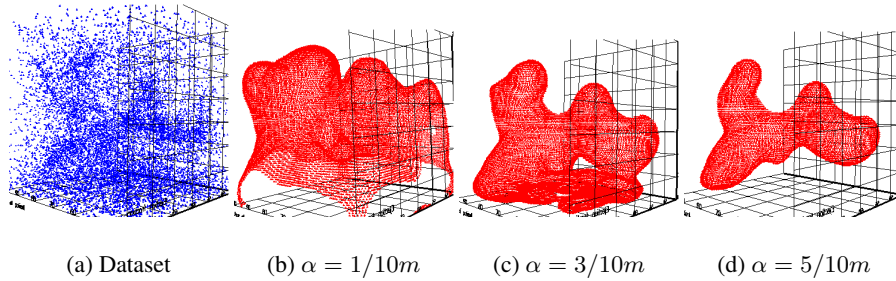 (a) Dataset
(b) α = 1/10m
(c) α = 3/10m
(d) α = 5/10m